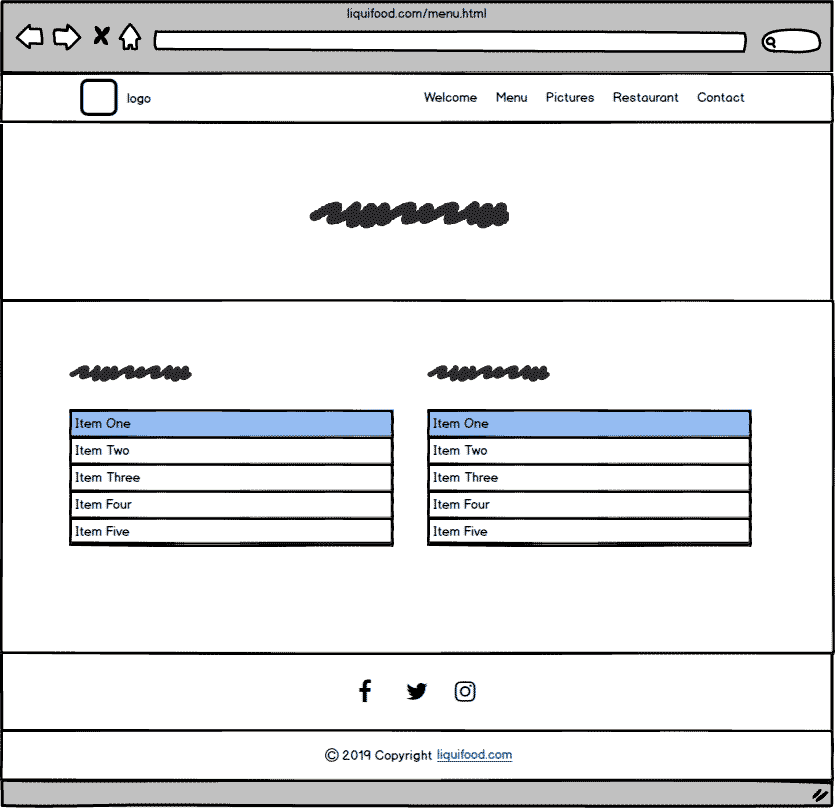 liquifood.com/menu.html
logo Welcome Menu Pictures Restaurant Contact
Item One
Item Two
Item Three
Item Four
Item Five
Item One
Item Two
Item Three
Item Four
Item Five
© 2019 Copyright liquifood.com